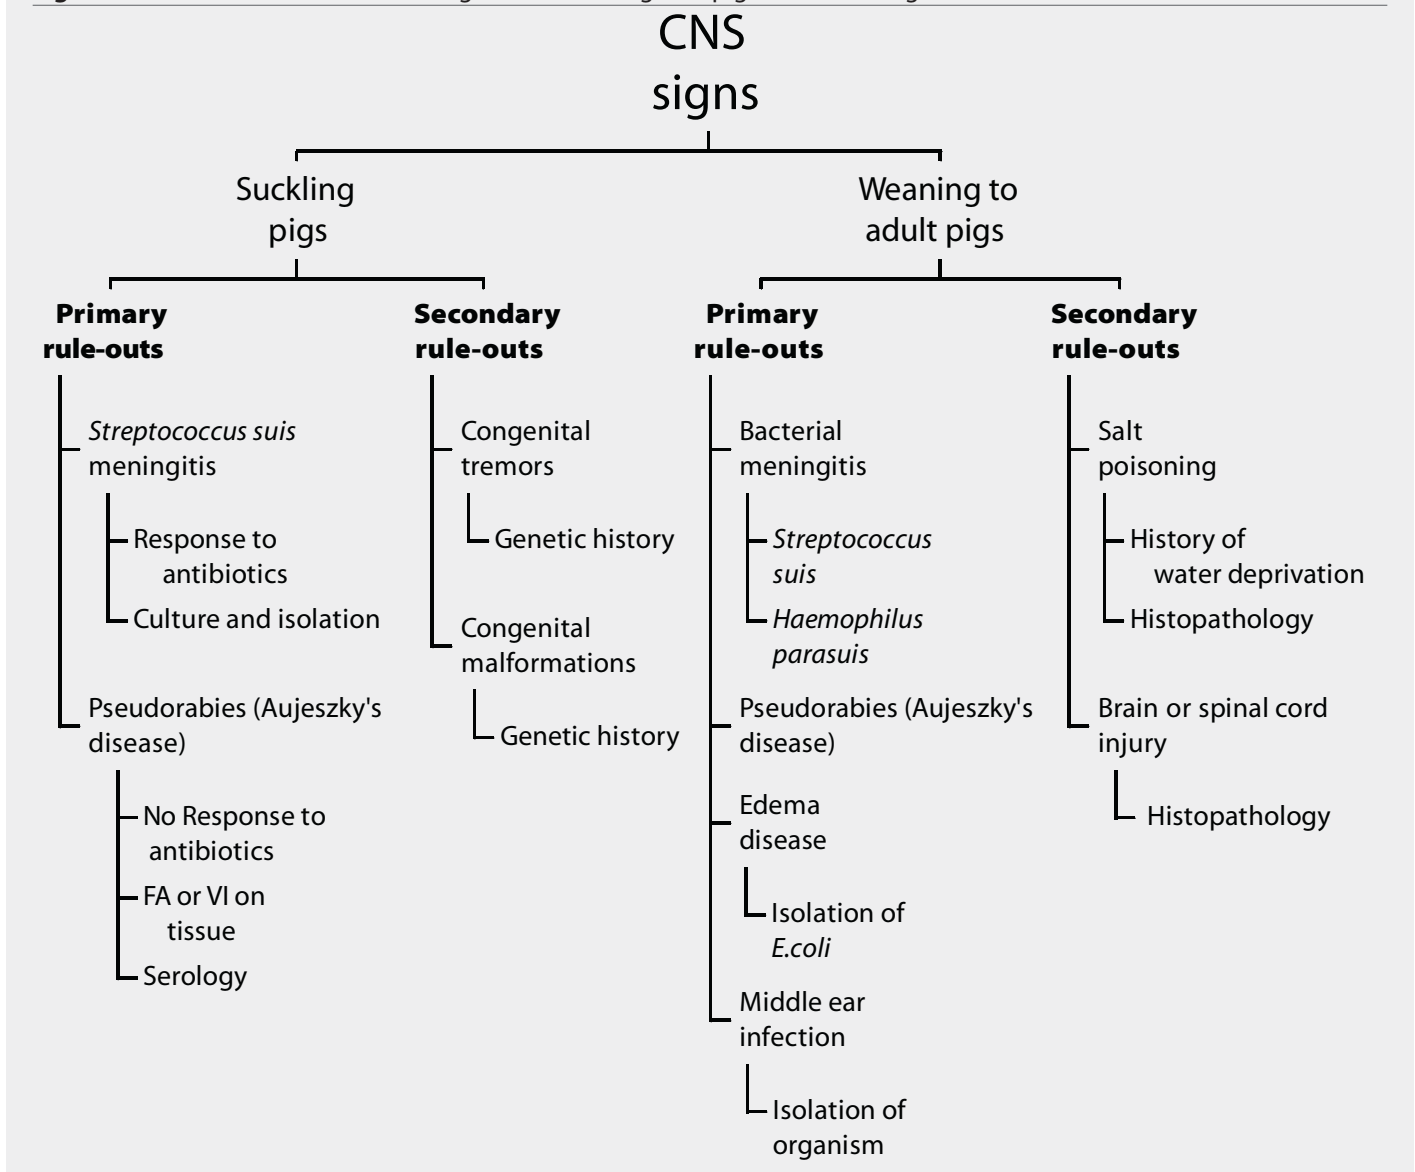 CNS
signs
Suckling
pigs
Weaning to
adult pigs
Primary
rule-outs
Secondary
rule-outs
Primary
rule-outs
Secondary
rule-outs
Streptococcus suis
meningitis
Response to
antibiotics
Culture and isolation
Pseudorabies (Aujeszky's
disease)
No Response to
antibiotics
FA or VI on
tissue
Serology
Congenital
tremors
Genetic history
Congenital
malformations
Genetic history
Bacterial
meningitis
Streptococcus
suis
Haemophilus
parasuis
Pseudorabies (Aujeszky's
disease)
Edema
disease
Isolation of
E.coli
Middle ear
infection
Isolation of
organism
Salt
poisoning
History of
water deprivation
Histopathology
Brain or spinal cord
injury
Histopathology